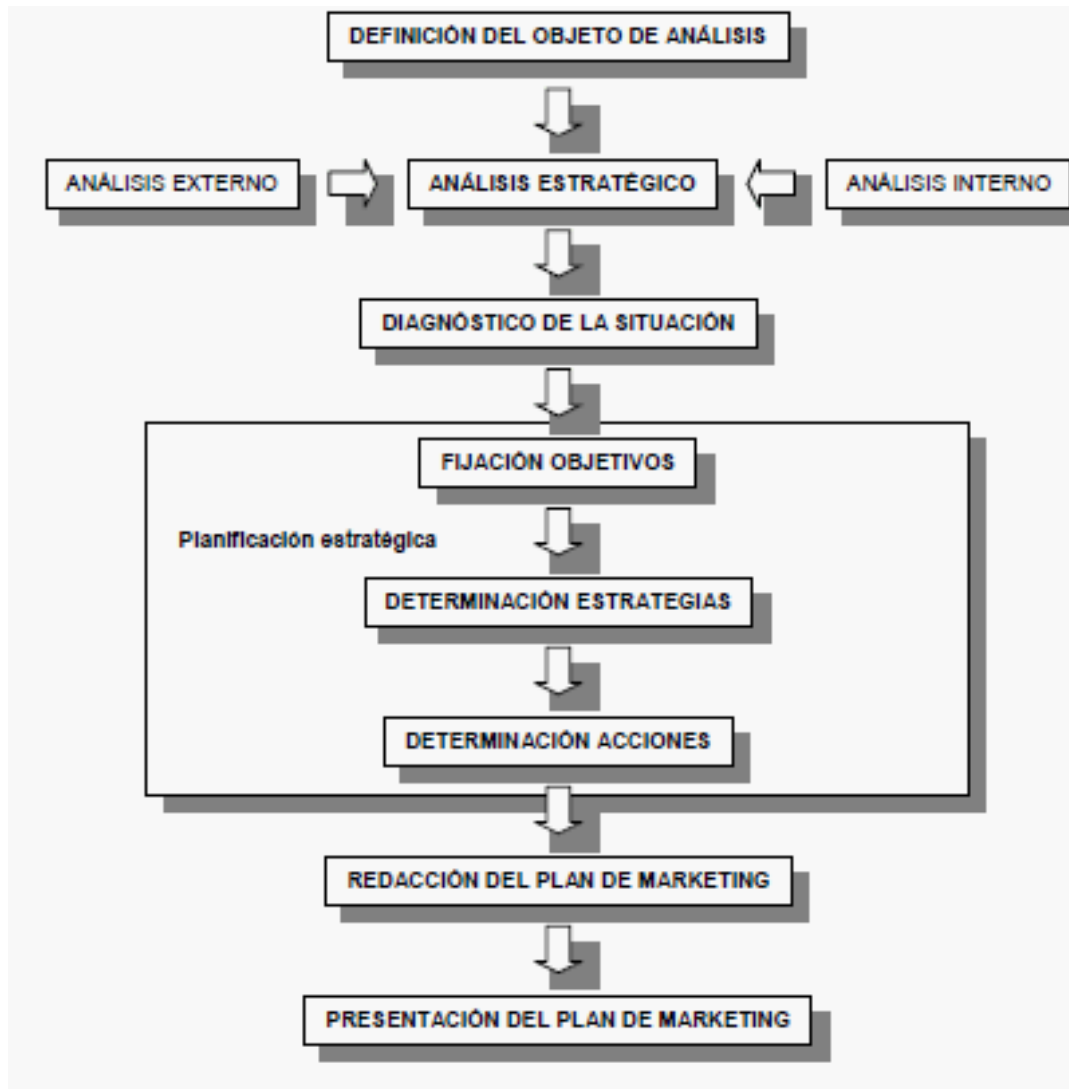 DEFINICIÓN DEL OBJETO DE ANÁLISIS
ANÁLISIS EXTERNO
ANÁLISIS ESTRATÉGICO
ANÁLISIS INTERNO
DIAGNÓSTICO DE LA SITUACIÓN
FIJACIÓN OBJETIVOS
Planificación estratégica
DETERMINACIÓN ESTRATEGIAS
DETERMINACIÓN ACCIONES
REDACCIÓN DEL PLAN DE MARKETING
PRESENTACIÓN DEL PLAN DE MARKETING